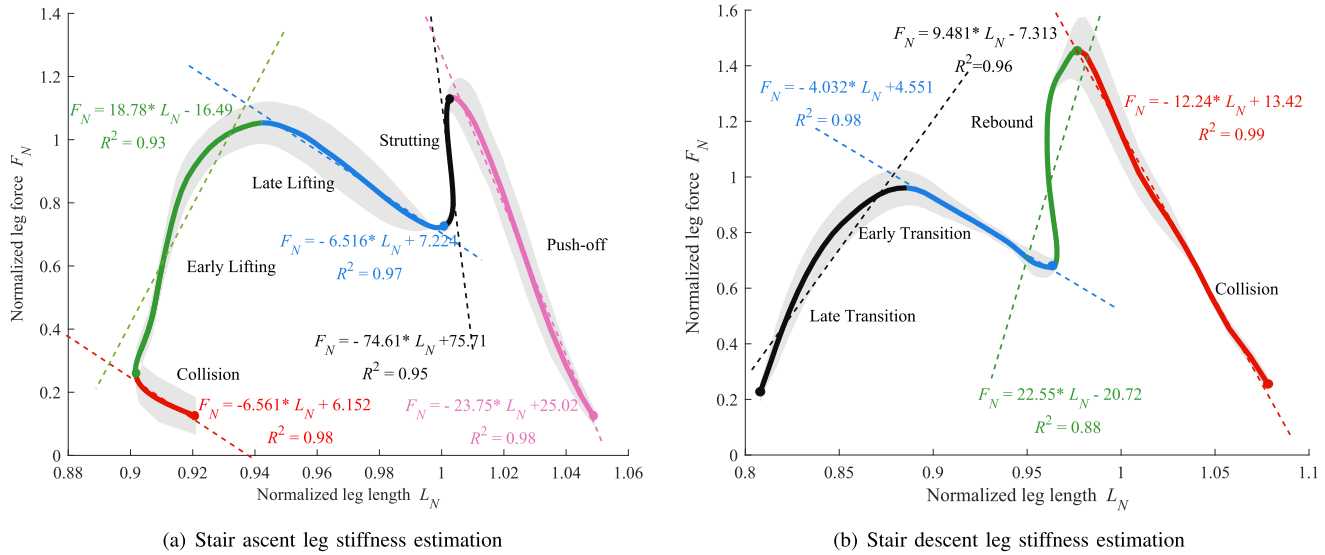 1.4
1.2
1
0.8
0.6
0.4
0.2
0
0.88
0.9
0.92
0.94
0.96
0.98
1
1.02
1.04
1.06
Normalized leg force F_N
Normalized leg length L_N
F_N = 18.78* L_N - 16.49
R² = 0.93
Late Lifting
Strutting
F_N = - 6.516* L_N + 7.224
R² = 0.97
Early Lifting
Push-off
F_N = - 74.61* L_N +75.71
R² = 0.95
Collision
F_N = -6.561* L_N + 6.152
R² = 0.98
F_N = - 23.75* L_N +25.02
R² = 0.98
(a) Stair ascent leg stiffness estimation
1.6
1.4
1.2
1
0.8
0.6
0.4
0.2
0
0.8
0.85
0.9
0.95
1
1.05
1.1
Normalized leg force F_N
Normalized leg length L_N
F_N = 9.481* L_N - 7.313
R²=0.96
F_N = - 4.032* L_N +4.551
R² = 0.98
Rebound
F_N = - 12.24* L_N + 13.42
R² = 0.99
Early Transition
Late Transition
Collision
F_N = 22.55* L_N - 20.72
R² = 0.88
(b) Stair descent leg stiffness estimation